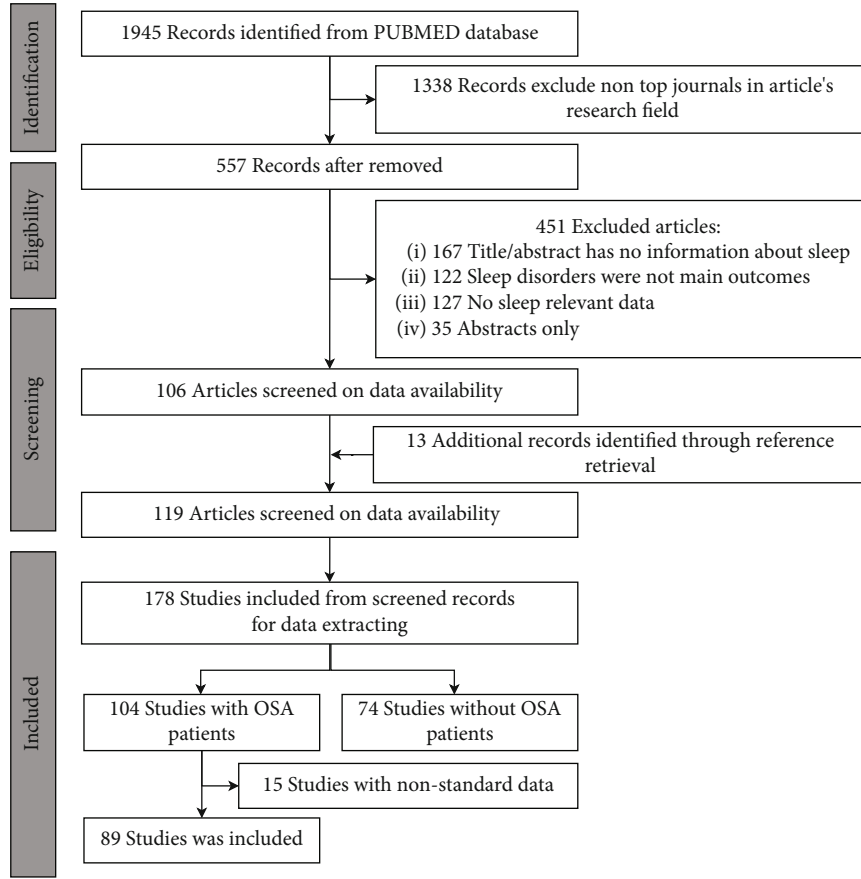 Identification
1945 Records identified from PUBMED database
1338 Records exclude non top journals in article's
research field
557 Records after removed
Eligibility
451 Excluded articles:
(i) 167 Title/abstract has no information about sleep
(ii) 122 Sleep disorders were not main outcomes
(iii) 127 No sleep relevant data
(iv) 35 Abstracts only
Screening
106 Articles screened on data availability
13 Additional records identified through reference
retrieval
119 Articles screened on data availability
Included
178 Studies included from screened records
for data extracting
104 Studies with OSA
patients
74 Studies without OSA
patients
15 Studies with non-standard data
89 Studies was included